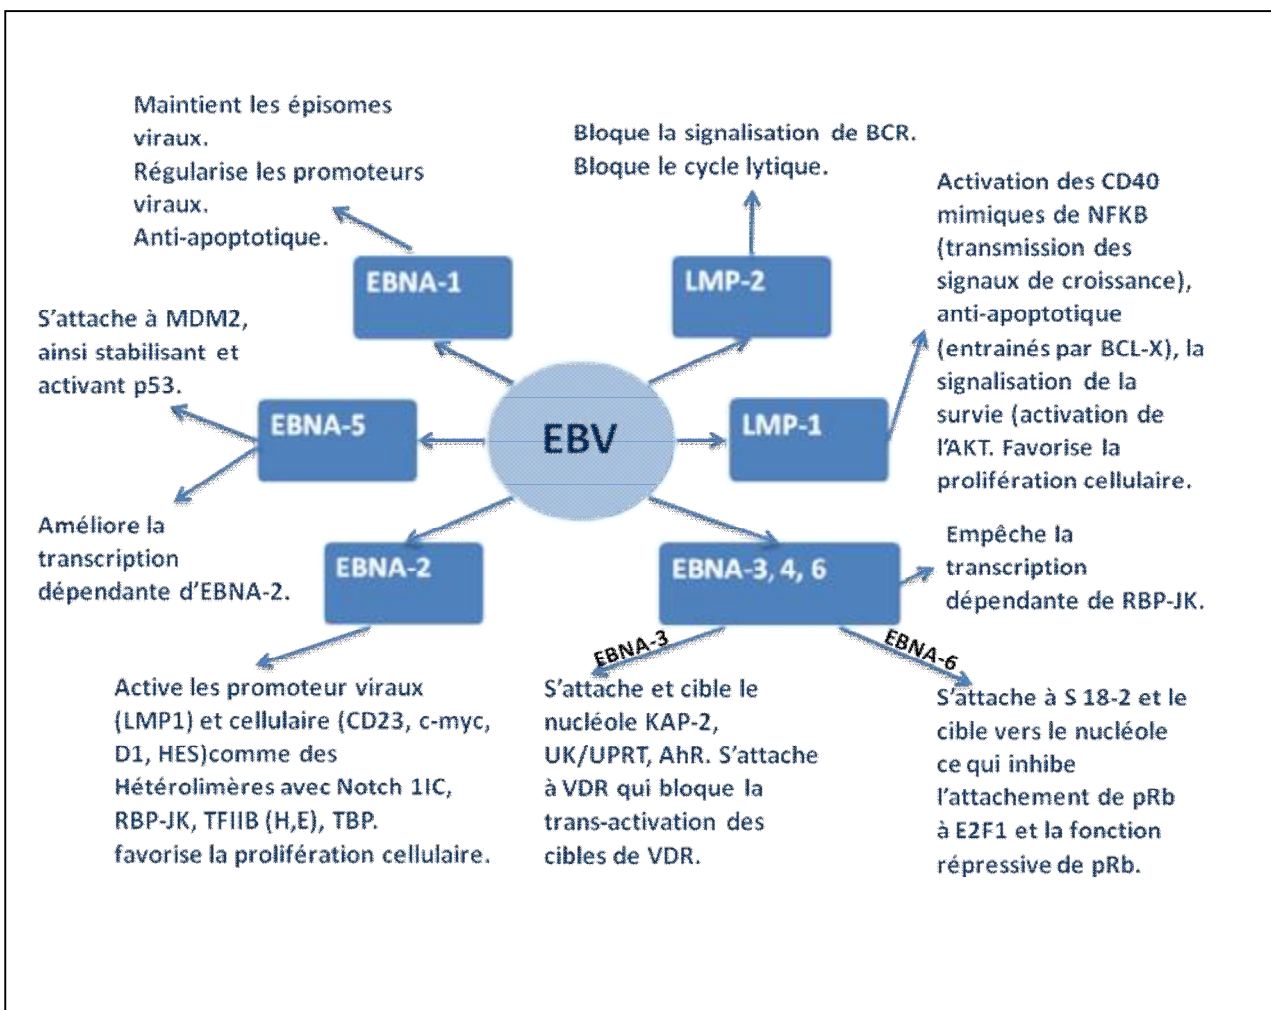 Maintient les épisomes
viraux.
Régularise les promoteurs
viraux.
Anti-apoptotique.
Bloque la signalisation de BCR.
Bloque le cycle lytique.
Activation des CD40
mimiques de NFKB
(transmission des
signaux de croissance),
anti-apoptotique
(entrainés par BCL-X), la
signalisation de la
survie (activation de
l'AKT. Favorise la
prolifération cellulaire.
EBNA-1
LMP-2
S'attache à MDM2,
ainsi stabilisant et
activant p53.
EBNA-5
EBV
LMP-1
Améliore la
transcription
dépendante d'EBNA-2.
EBNA-2
EBNA-3, 4, 6
Empêche la
transcription
dépendante de RBP-JK.
EBNA-3
EBNA-6
Active les promoteur viraux
(LMP1) et cellulaire (CD23, c-myc,
D1, HES)comme des
Hétérolimères avec Notch 1IC,
RBP-JK, TFIIB (H,E), TBP.
favorise la prolifération cellulaire.
S'attache et cible le
nucléole KAP-2,
UK/UPRT, AhR. S'attache
à VDR qui bloque la
trans-activation des
cibles de VDR.
S'attache à S 18-2 et le
cible vers le nucléole
ce qui inhibe
l'attachement de pRb
à E2F1 et la fonction
répressive de pRb.